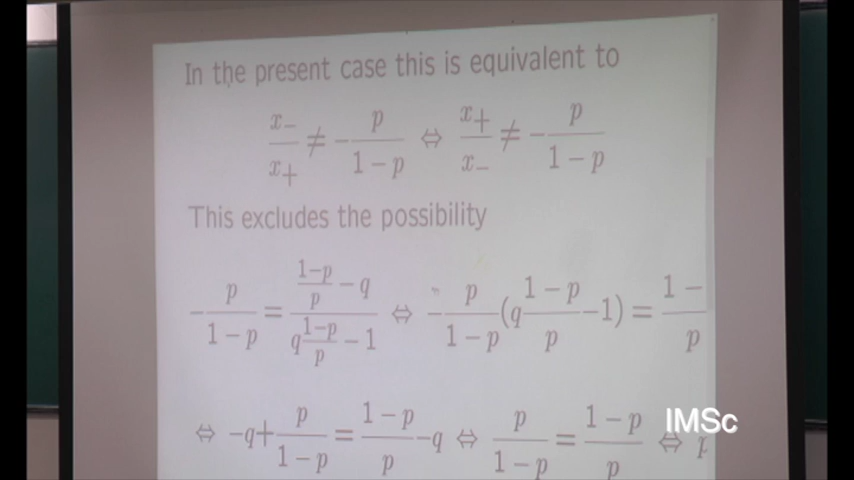 In the present case this is equivalent to
x₋/x₊ ≠ −p/(1−p) ⇔ x₊/x₋ ≠ −p/(1−p)
This excludes the possibility
−p/(1−p) = ((1−p)/p − q)/(q(1−p)/p − 1) ⇔ −p/(1−p)(q(1−p)/p − 1) = (1−/p
⇔ −q + p/(1−p) = (1−p)/p − q ⇔ p/(1−p) = (1−p)/p ⇔
IMSc